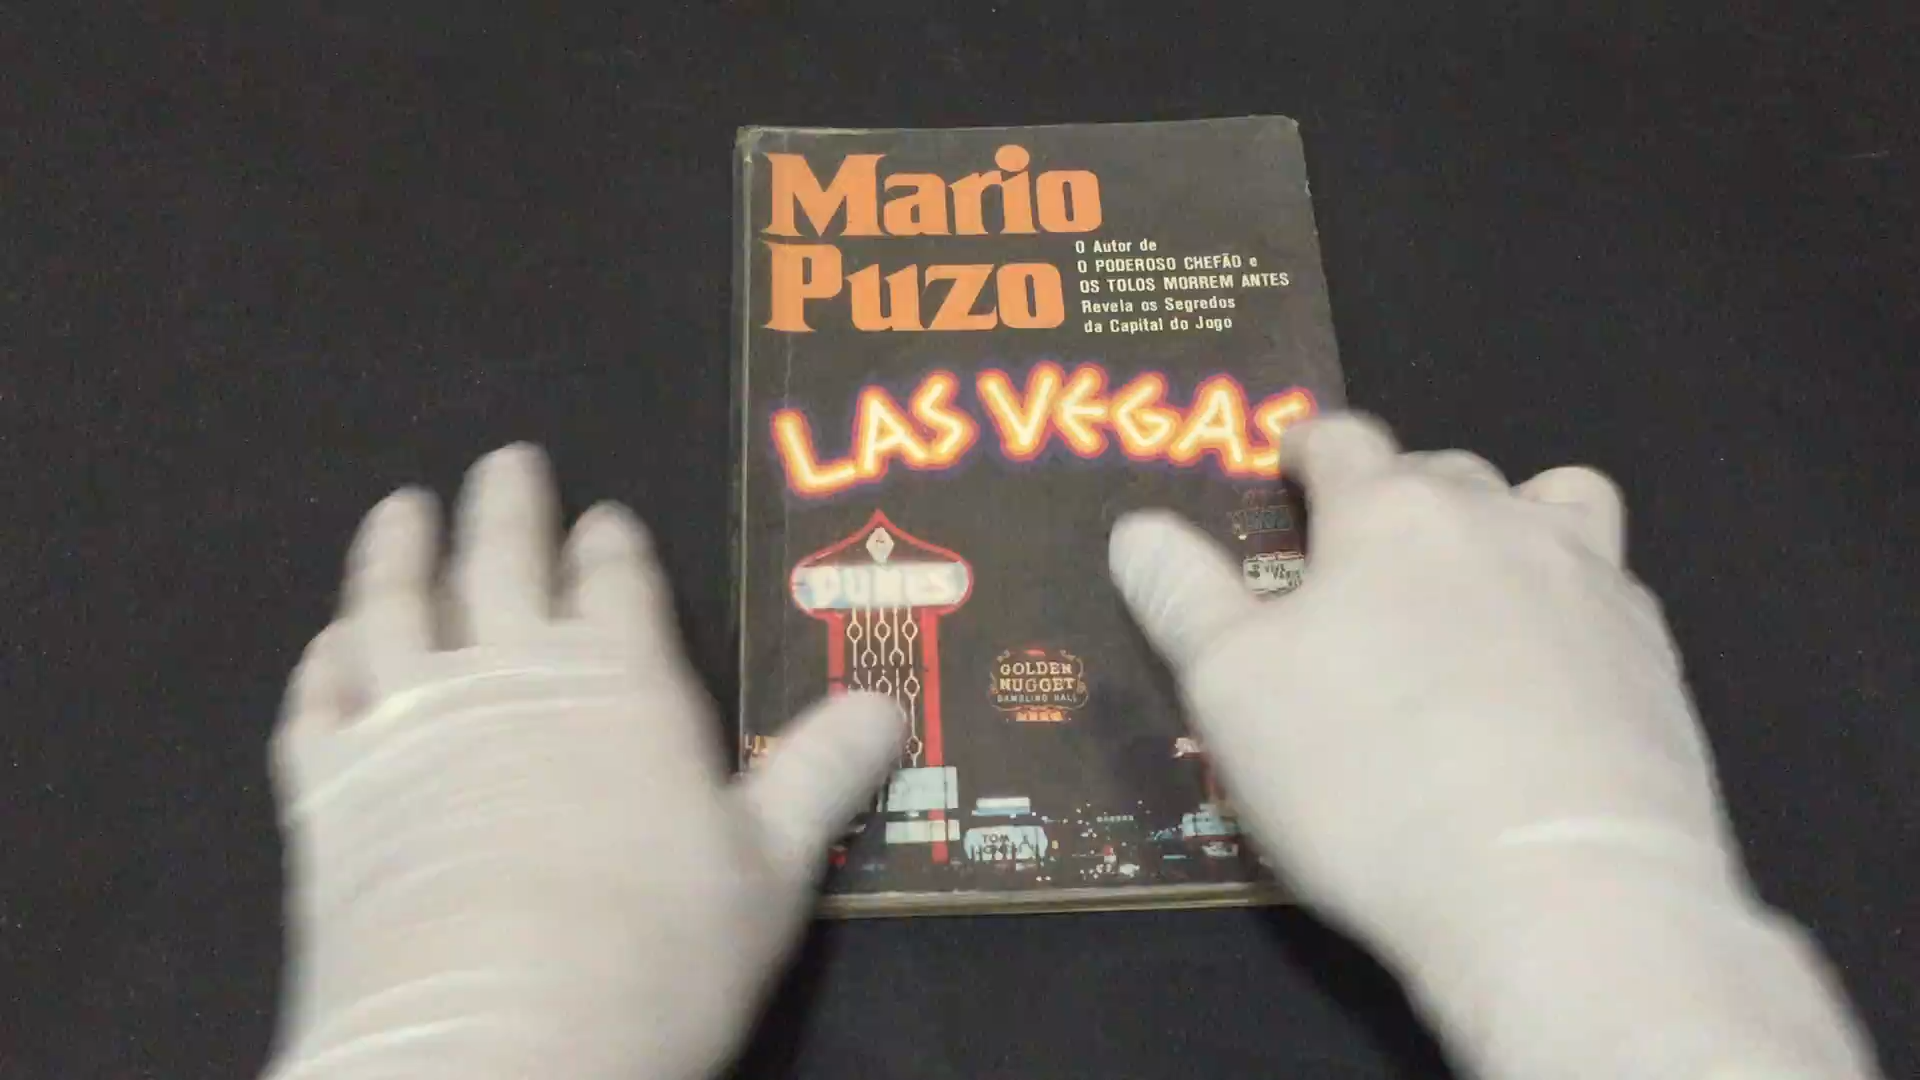 Mario
Puzo
O Autor de
O PODEROSO CHEFÃO e
OS TOLOS MORREM ANTES
Revela os Segredos
da Capital do Jogo
LAS VEGAS
DUNES
GOLDEN
NUGGET
GAMBLING HALL
TOM